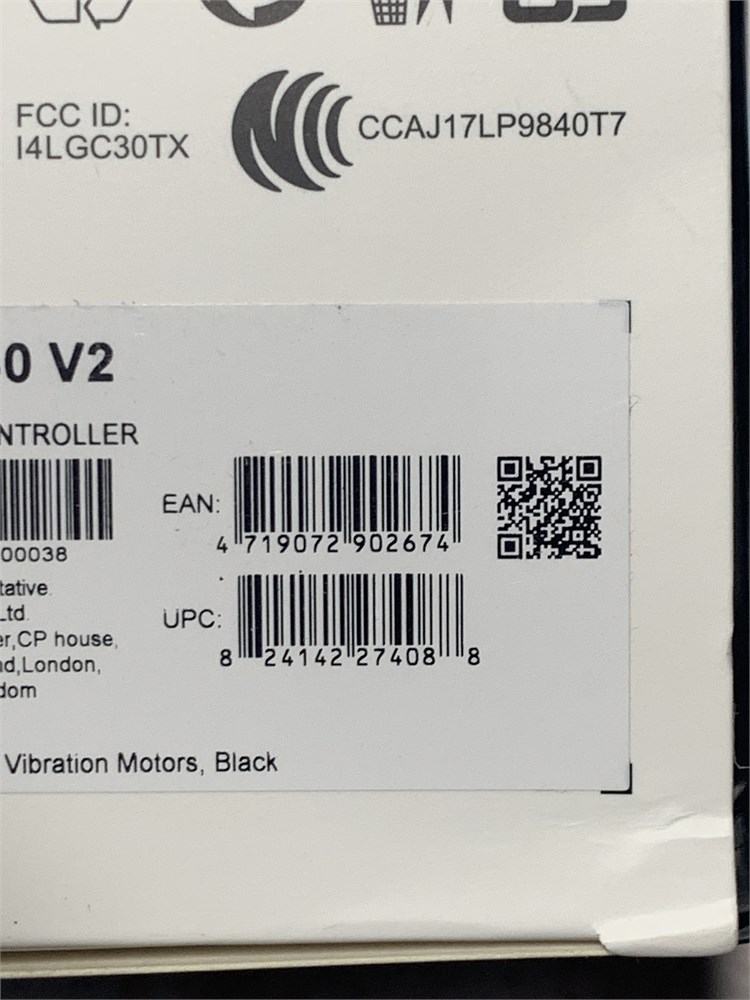 FCC ID:
I4LGC30TX
CCAJ17LP9840T7
0 V2
NTROLLER
00038
EAN:
4 719072 902674
tative.
Ltd.
er,CP house,
nd,London,
dom
UPC:
8 24142 27408 8
Vibration Motors, Black